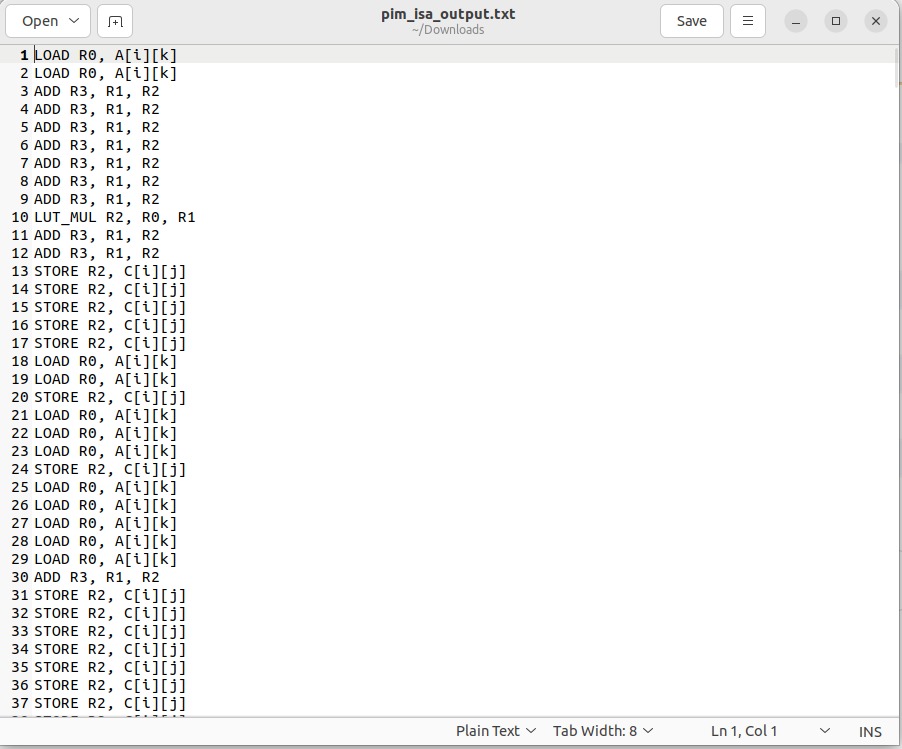 Open
pim_isa_output.txt
~/Downloads
Save
1 LOAD R0, A[i][k]
2 LOAD R0, A[i][k]
3 ADD R3, R1, R2
4 ADD R3, R1, R2
5 ADD R3, R1, R2
6 ADD R3, R1, R2
7 ADD R3, R1, R2
8 ADD R3, R1, R2
9 ADD R3, R1, R2
10 LUT_MUL R2, R0, R1
11 ADD R3, R1, R2
12 ADD R3, R1, R2
13 STORE R2, C[i][j]
14 STORE R2, C[i][j]
15 STORE R2, C[i][j]
16 STORE R2, C[i][j]
17 STORE R2, C[i][j]
18 LOAD R0, A[i][k]
19 LOAD R0, A[i][k]
20 STORE R2, C[i][j]
21 LOAD R0, A[i][k]
22 LOAD R0, A[i][k]
23 LOAD R0, A[i][k]
24 STORE R2, C[i][j]
25 LOAD R0, A[i][k]
26 LOAD R0, A[i][k]
27 LOAD R0, A[i][k]
28 LOAD R0, A[i][k]
29 LOAD R0, A[i][k]
30 ADD R3, R1, R2
31 STORE R2, C[i][j]
32 STORE R2, C[i][j]
33 STORE R2, C[i][j]
34 STORE R2, C[i][j]
35 STORE R2, C[i][j]
36 STORE R2, C[i][j]
37 STORE R2, C[i][j]
Plain Text Tab Width: 8 Ln 1, Col 1 INS